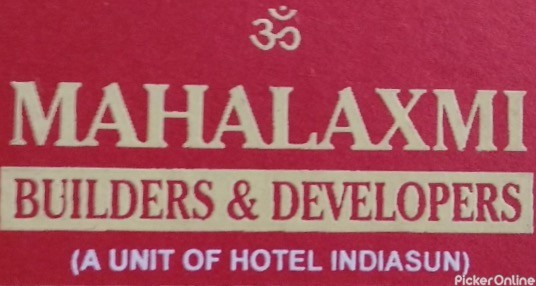 ॐ
MAHALAXMI
BUILDERS & DEVELOPERS
(A UNIT OF HOTEL INDIASUN)
PickerOnline